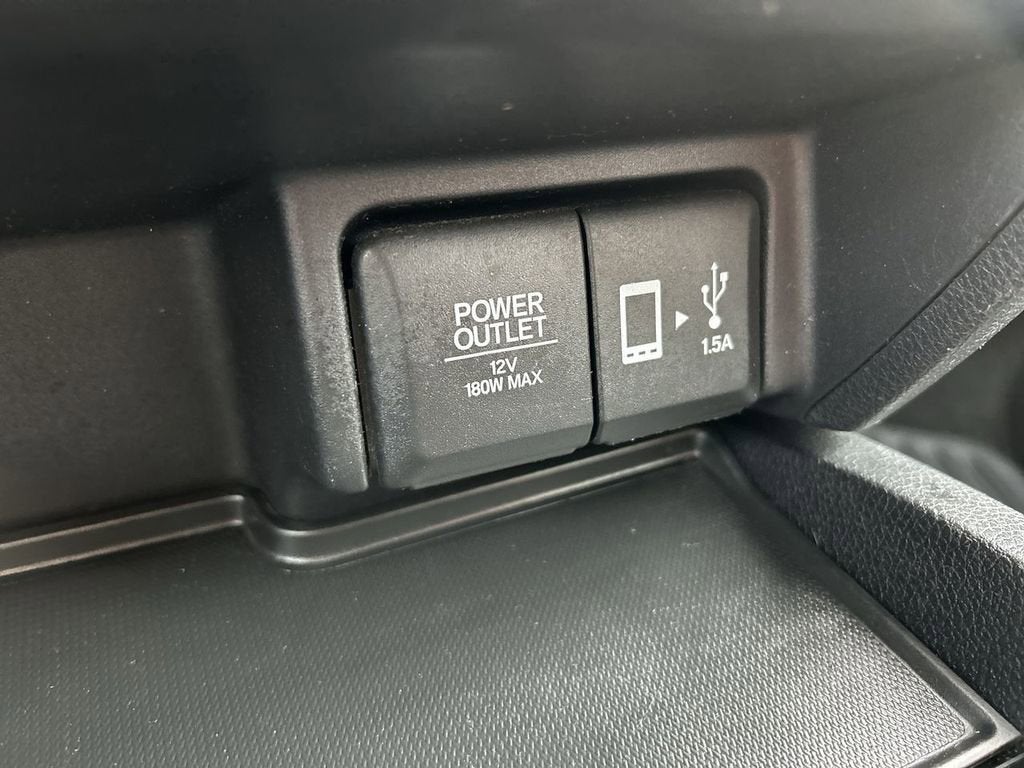 POWER
OUTLET
12V
180W MAX
1.5A